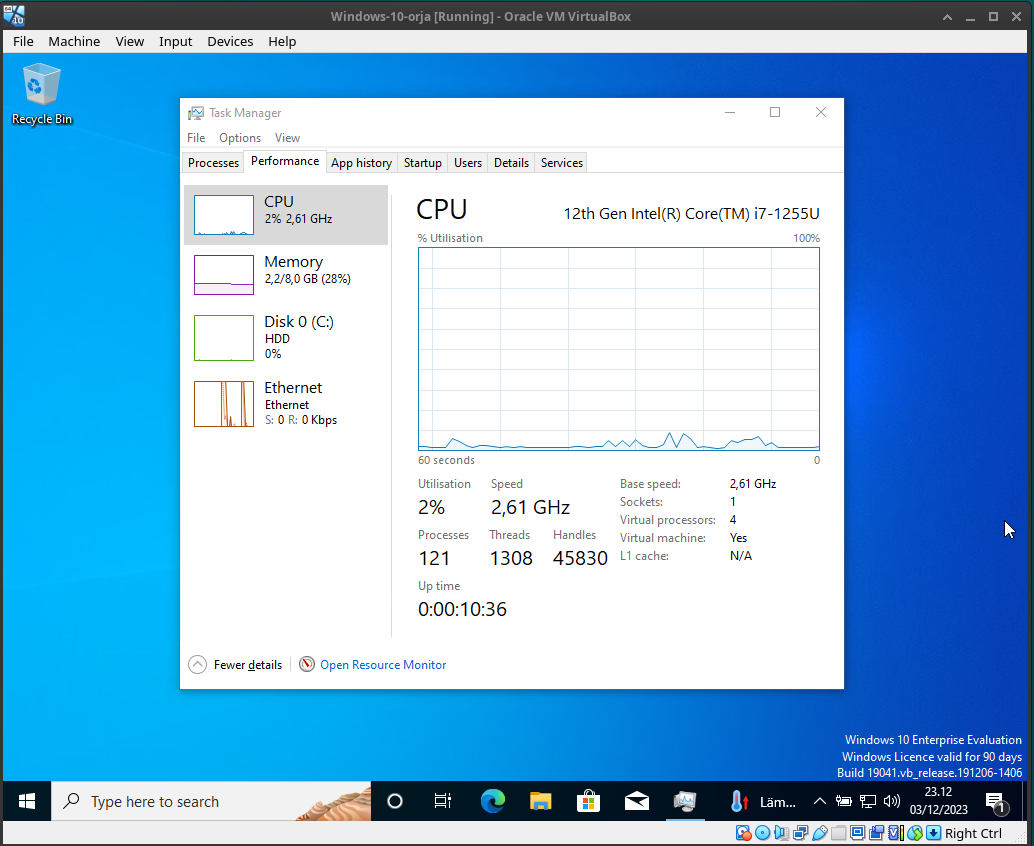 Windows-10-orja [Running] - Oracle VM VirtualBox
File Machine View Input Devices Help
Recycle Bin
Task Manager
File Options View
Processes Performance App history Startup Users Details Services
CPU
2% 2,61 GHz
Memory
2,2/8,0 GB (28%)
Disk 0 (C:)
HDD
0%
Ethernet
Ethernet
S: 0 R: 0 Kbps
CPU 12th Gen Intel(R) Core(TM) i7-1255U
% Utilisation 100%
60 seconds 0
Utilisation Speed
2% 2,61 GHz
Processes Threads Handles
121 1308 45830
Up time
0:00:10:36
Base speed: 2,61 GHz
Sockets: 1
Virtual processors: 4
Virtual machine: Yes
L1 cache: N/A
Fewer details Open Resource Monitor
Windows 10 Enterprise Evaluation
Windows Licence valid for 90 days
Build 19041.vb_release.191206-1406
Type here to search
Läm...
23.12
03/12/2023
1
Right Ctrl